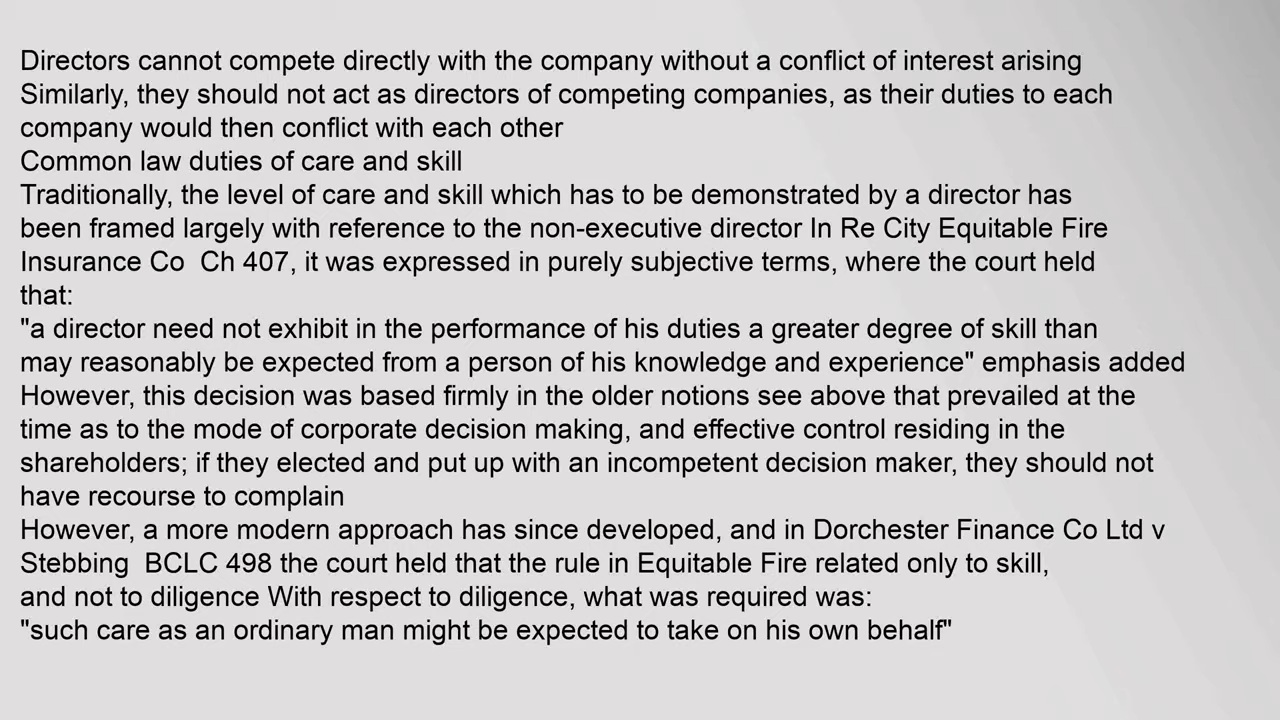 Directors cannot compete directly with the company without a conflict of interest arising
Similarly, they should not act as directors of competing companies, as their duties to each
company would then conflict with each other
Common law duties of care and skill
Traditionally, the level of care and skill which has to be demonstrated by a director has
been framed largely with reference to the non-executive director In Re City Equitable Fire
Insurance Co  Ch 407, it was expressed in purely subjective terms, where the court held
that:
"a director need not exhibit in the performance of his duties a greater degree of skill than
may reasonably be expected from a person of his knowledge and experience" emphasis added
However, this decision was based firmly in the older notions see above that prevailed at the
time as to the mode of corporate decision making, and effective control residing in the
shareholders; if they elected and put up with an incompetent decision maker, they should not
have recourse to complain
However, a more modern approach has since developed, and in Dorchester Finance Co Ltd v
Stebbing  BCLC 498 the court held that the rule in Equitable Fire related only to skill,
and not to diligence With respect to diligence, what was required was:
"such care as an ordinary man might be expected to take on his own behalf"